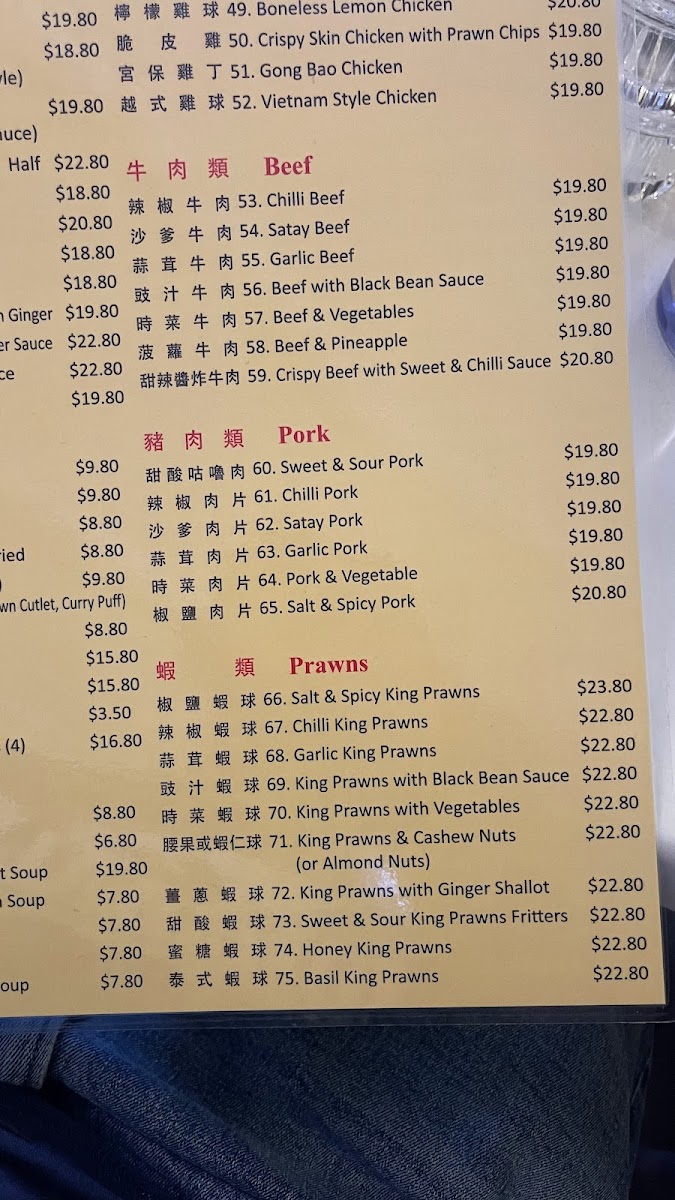 $19.80
$18.80
yle)
$19.80
auce)
Half $22.80
$18.80
$20.80
$18.80
$18.80
Ginger $19.80
er Sauce $22.80
ce $22.80
$19.80
$9.80
$9.80
$8.80
ried $8.80
) $9.80
wn Cutlet, Curry Puff)
$8.80
$15.80
$15.80
$3.50
(4) $16.80
$8.80
$6.80
t Soup $19.80
Soup $7.80
$7.80
$7.80
oup $7.80
檸檬雞球 49. Boneless Lemon Chicken $20.80
脆皮雞 50. Crispy Skin Chicken with Prawn Chips $19.80
宮保雞丁 51. Gong Bao Chicken $19.80
越式雞球 52. Vietnam Style Chicken $19.80
牛肉類 Beef
辣椒牛肉 53. Chilli Beef $19.80
沙爹牛肉 54. Satay Beef $19.80
蒜茸牛肉 55. Garlic Beef $19.80
豉汁牛肉 56. Beef with Black Bean Sauce $19.80
時菜牛肉 57. Beef & Vegetables $19.80
菠蘿牛肉 58. Beef & Pineapple $19.80
甜辣醬炸牛肉 59. Crispy Beef with Sweet & Chilli Sauce $20.80
豬肉類 Pork
甜酸咕嚕肉 60. Sweet & Sour Pork $19.80
辣椒肉片 61. Chilli Pork $19.80
沙爹肉片 62. Satay Pork $19.80
蒜茸肉片 63. Garlic Pork $19.80
時菜肉片 64. Pork & Vegetable $19.80
椒鹽肉片 65. Salt & Spicy Pork $20.80
蝦類 Prawns
椒鹽蝦球 66. Salt & Spicy King Prawns $23.80
辣椒蝦球 67. Chilli King Prawns $22.80
蒜茸蝦球 68. Garlic King Prawns $22.80
豉汁蝦球 69. King Prawns with Black Bean Sauce $22.80
時菜蝦球 70. King Prawns with Vegetables $22.80
腰果或蝦仁球 71. King Prawns & Cashew Nuts $22.80
(or Almond Nuts)
薑蔥蝦球 72. King Prawns with Ginger Shallot $22.80
甜酸蝦球 73. Sweet & Sour King Prawns Fritters $22.80
蜜糖蝦球 74. Honey King Prawns $22.80
泰式蝦球 75. Basil King Prawns $22.80